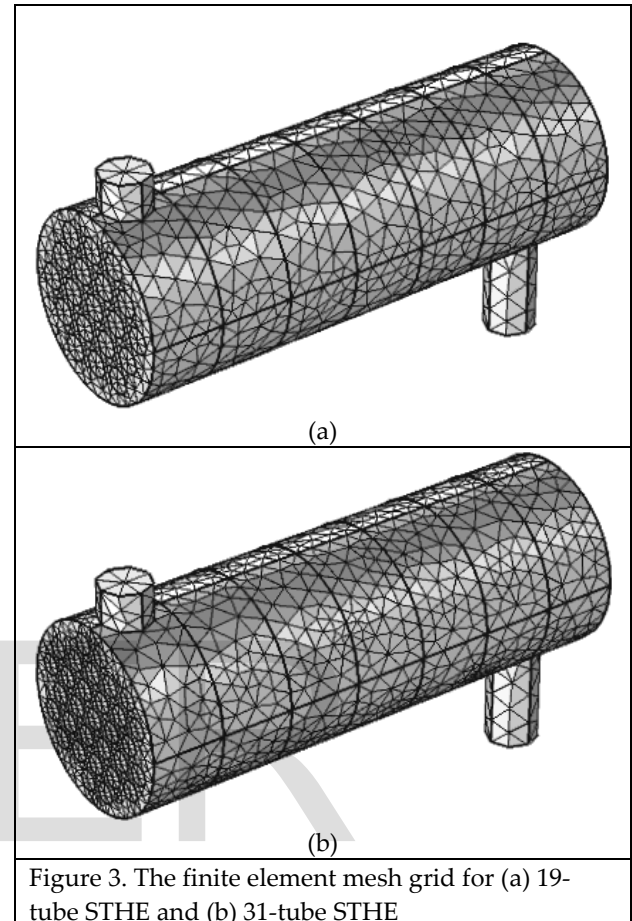 (a)
(b)
Figure 3. The finite element mesh grid for (a) 19-
tube STHE and (b) 31-tube STHE